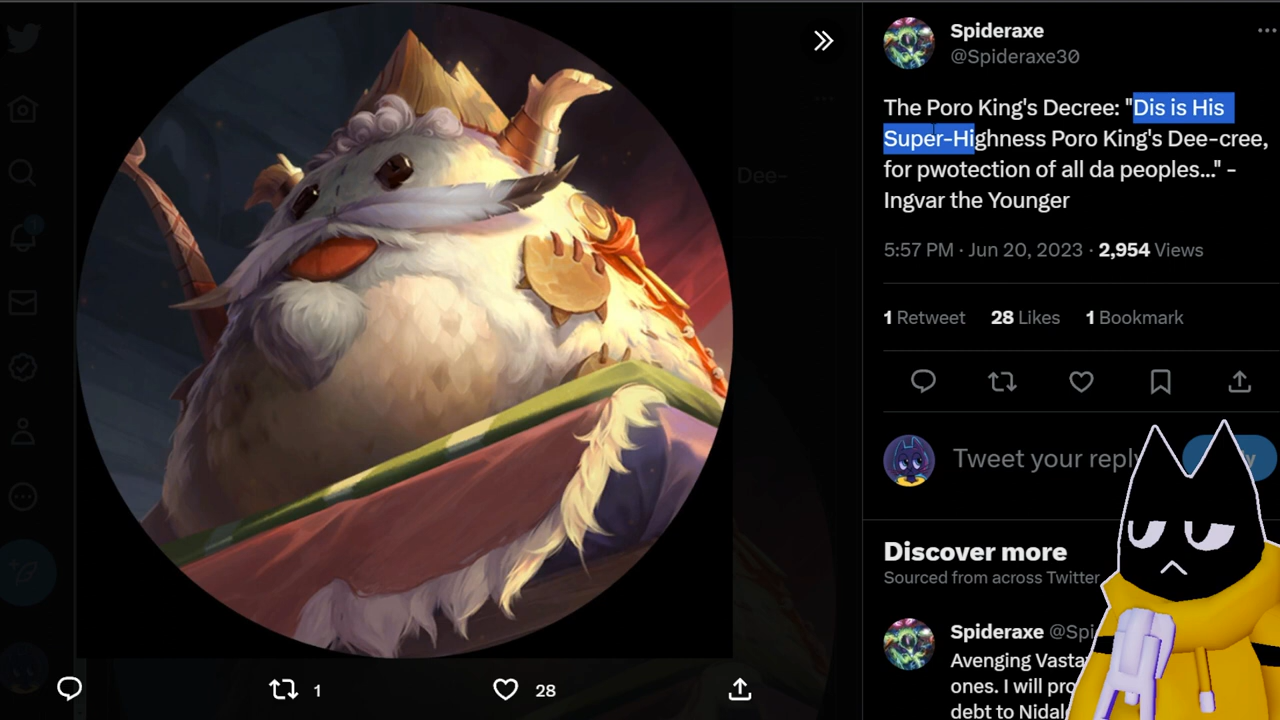 Spideraxe
@Spideraxe30
The Poro King's Decree: "Dis is His
Super-Highness Poro King's Dee-cree,
for pwotection of all da peoples..." -
Ingvar the Younger
5:57 PM · Jun 20, 2023 · 2,954 Views
1 Retweet 28 Likes 1 Bookmark
Tweet your reply
Discover more
Sourced from across Twitter
Spideraxe @Spi
Avenging Vasta
ones. I will pro
debt to Nidal
Dee-
1
28